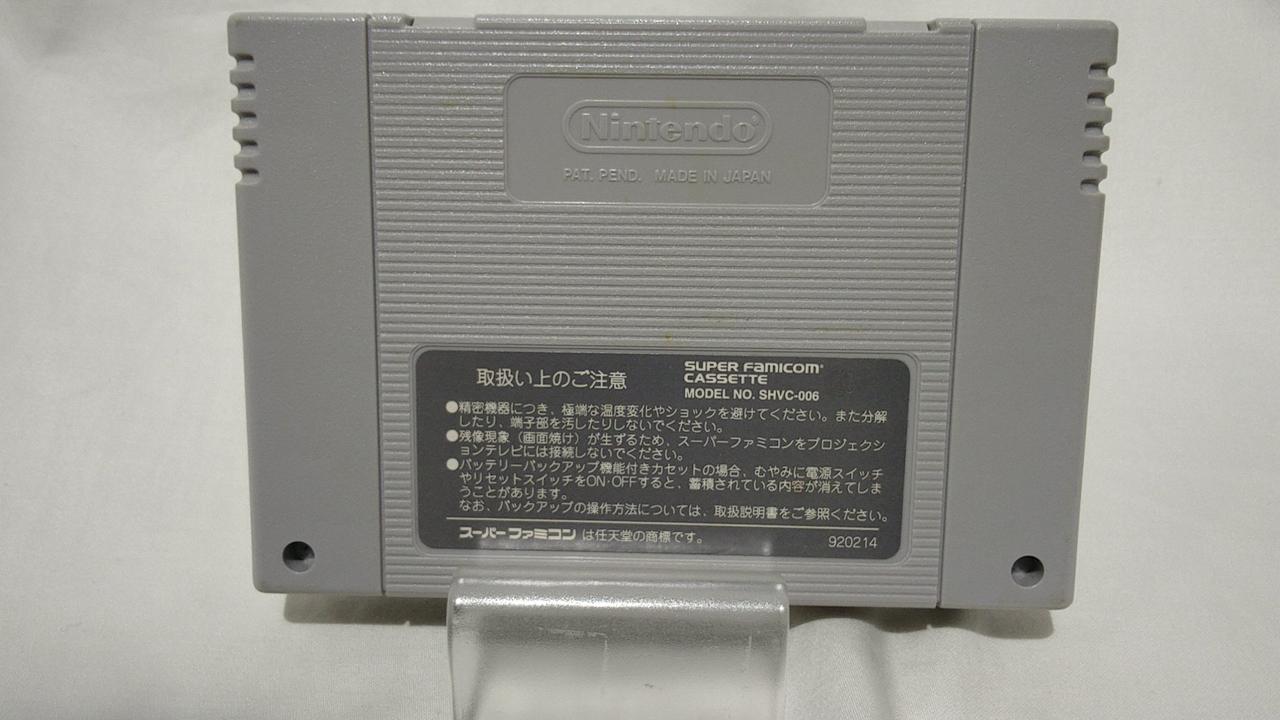 Nintendo®
PAT. PEND. MADE IN JAPAN
取扱い上のご注意
SUPER FAMICOM®
CASSETTE
MODEL NO. SHVC-006
●精密機器につき、極端な温度変化やショックを避けてください。また分解
したり、端子部を汚したりしないでください。
●残像現象（画面焼け）が生ずるため、スーパーファミコンをプロジェクシ
ョンテレビには接続しないでください。
●バッテリーバックアップ機能付きカセットの場合、むやみに電源スイッチ
やリセットスイッチをON・OFFすると、蓄積されている内容が消えてしま
うことがあります。
なお、バックアップの操作方法については、取扱説明書をご参照ください。
スーパーファミコンは任天堂の商標です。
920214